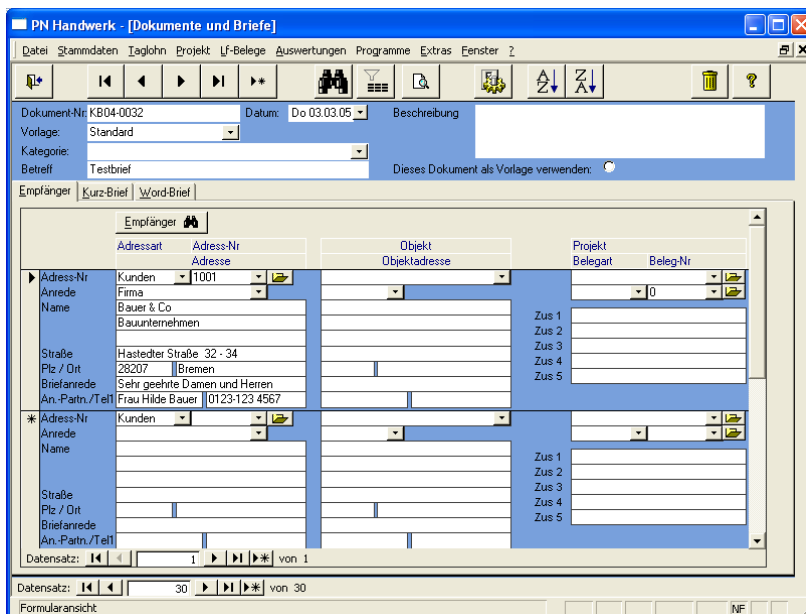 PN Handwerk - [Dokumente und Briefe]
Datei Stammdaten Taglohn Projekt Lf-Belege Auswertungen Programme Extras Fenster ?
Dokument-Nr: KB04-0032 Datum: Do 03.03.05 Beschreibung
Vorlage: Standard
Kategorie:
Betreff Testbrief Dieses Dokument als Vorlage verwenden:
Empfänger Kurz-Brief Word-Brief
Empfänger
Adressart Adress-Nr Objekt Projekt
Adresse Objektadresse Belegart Beleg-Nr
Adress-Nr Kunden 1001
Anrede Firma 0
Name Bauer & Co
Zus 1
Bauunternehmen
Zus 2
Zus 3
Straße Hastedter Straße 32 - 34
Zus 4
Plz / Ort 28207 Bremen
Zus 5
Briefanrede Sehr geehrte Damen und Herren
An.-Partn./Tel1 Frau Hilde Bauer 0123-123 4567
Adress-Nr Kunden
Anrede
Name
Zus 1
Zus 2
Zus 3
Straße
Zus 4
Plz / Ort
Zus 5
Briefanrede
An.-Partn./Tel1
Datensatz: 1 von 1
Datensatz: 30 von 30
Formularansicht NF